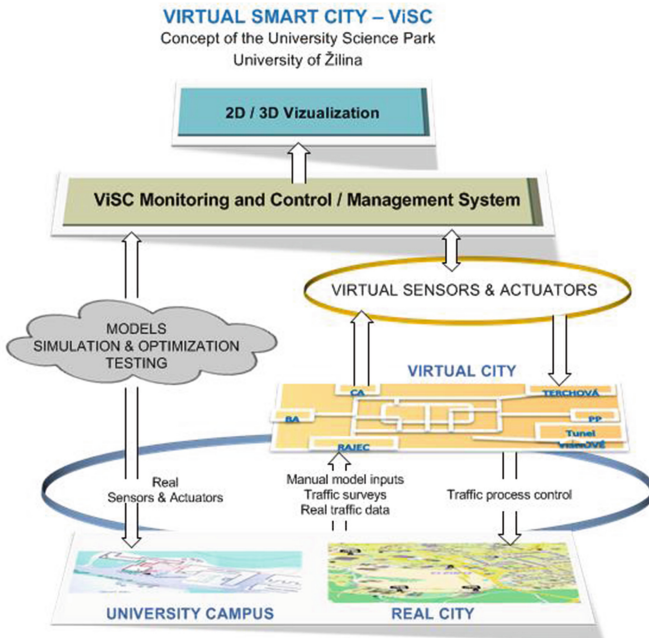 VIRTUAL SMART CITY – ViSC
Concept of the University Science Park
University of Žilina
2D / 3D Vizualization
ViSC Monitoring and Control / Management System
VIRTUAL SENSORS & ACTUATORS
MODELS
SIMULATION & OPTIMIZATION
TESTING
VIRTUAL CITY
CA
TERCHOVÁ
BA
PP
Tunel
VIŠŇOVÉ
RAJEC
Real
Sensors & Actuators
Manual model inputs
Traffic surveys
Real traffic data
Traffic process control
UNIVERSITY CAMPUS
REAL CITY